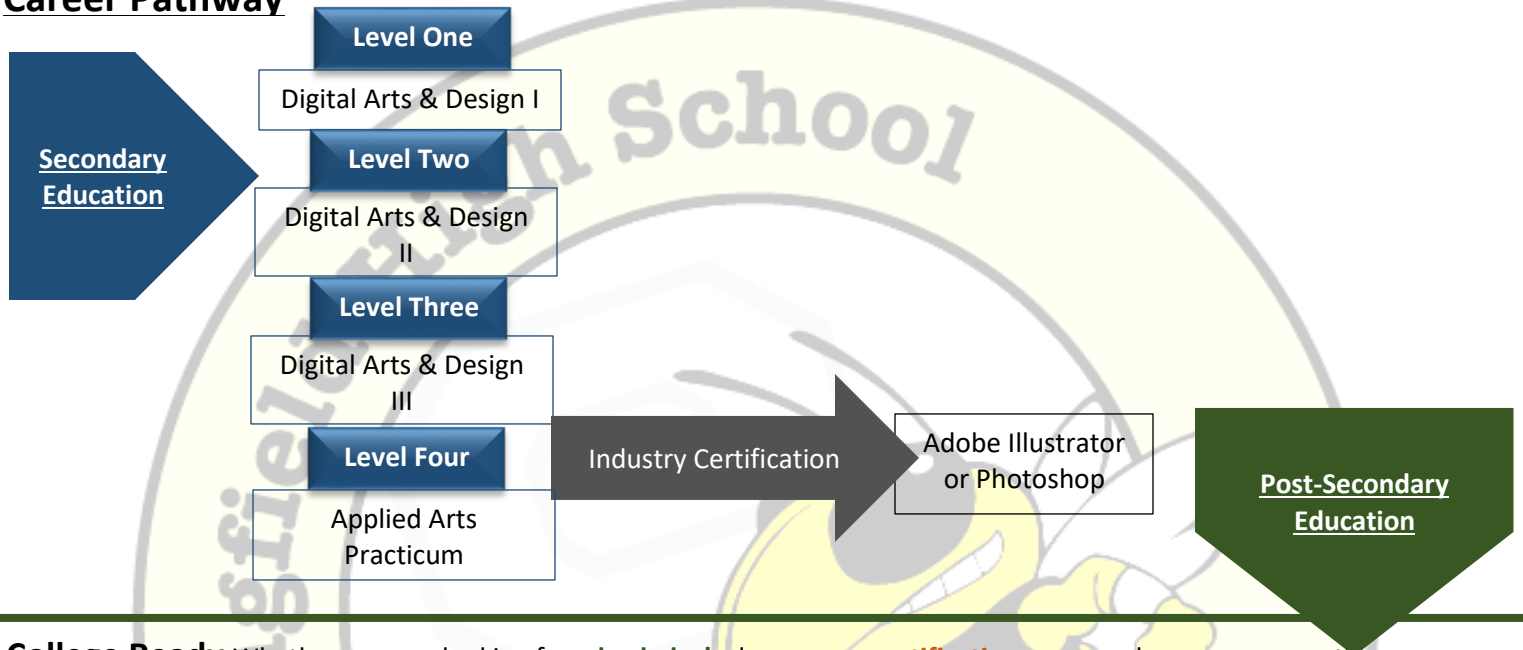 Career Pathway
Level One
Digital Arts & Design I
Secondary
Education
Level Two
Digital Arts & Design
II
Level Three
Digital Arts & Design
III
Level Four
Applied Arts
Practicum
Industry Certification
Adobe Illustrator
or Photoshop
Post-Secondary
Education
gfield High School
College Ready